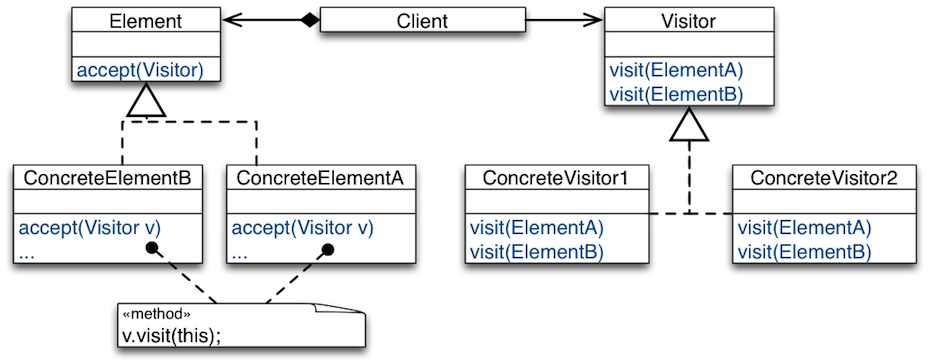 Element
accept(Visitor)
Client
Visitor
visit(ElementA)
visit(ElementB)
ConcreteElementB
accept(Visitor v)
...
ConcreteElementA
accept(Visitor v)
...
ConcreteVisitor1
visit(ElementA)
visit(ElementB)
ConcreteVisitor2
visit(ElementA)
visit(ElementB)
«method»
v.visit(this);